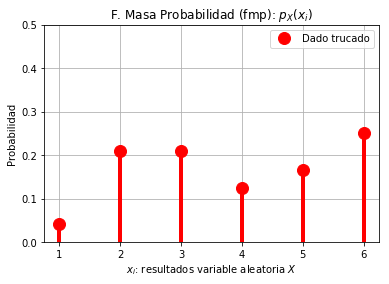 F. Masa Probabilidad (fmp): $p_X(x_i)$
Dado trucado
Probabilidad
0.5
0.4
0.3
0.2
0.1
0.0
1 2 3 4 5 6
$x_i$: resultados variable aleatoria $X$